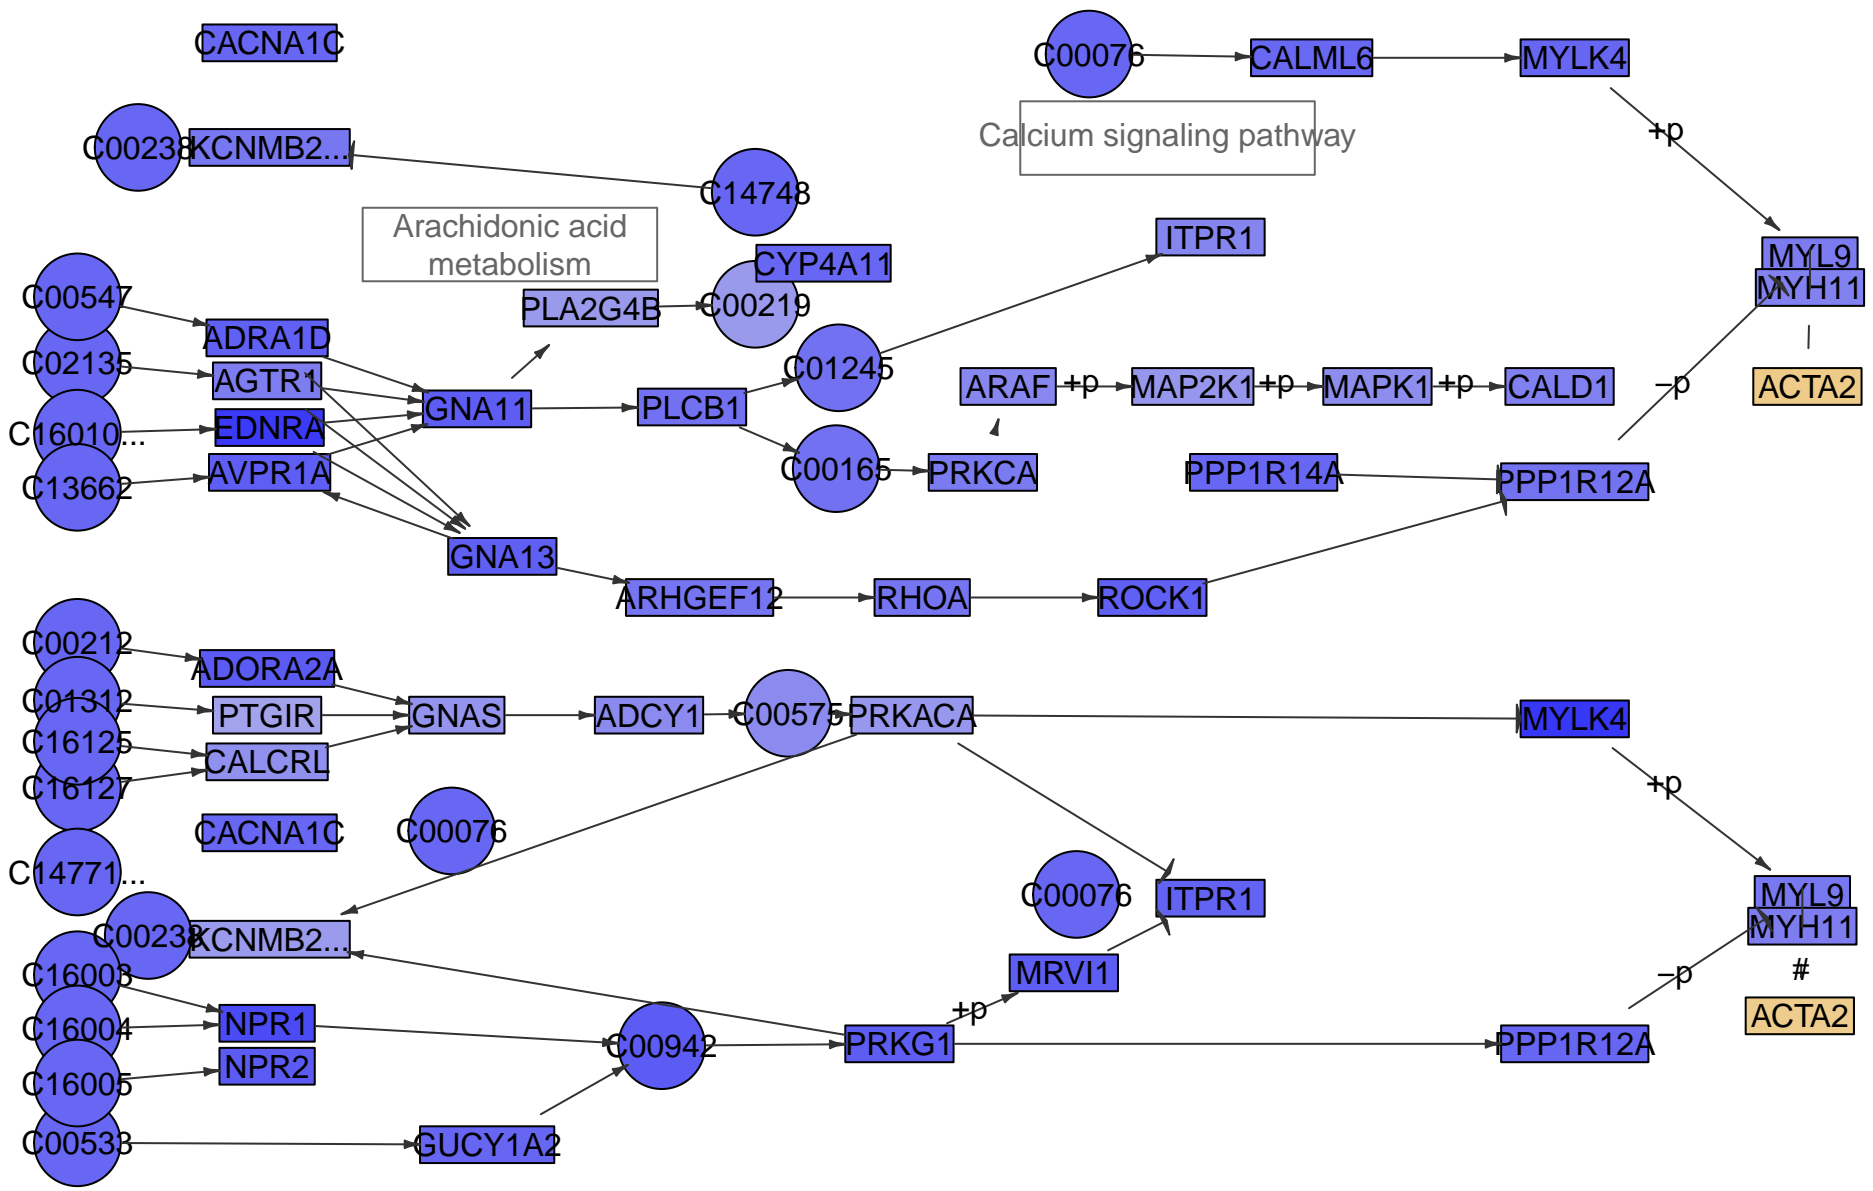 CACNA1C
C00076
CALML6
MYLK4
+p
C00238
KCNMB2...
Calcium signaling pathway
C14748
Arachidonic acid
metabolism
ITPR1
CYP4A11
MYL9
MYH11
C00547
PLA2G4B
C00219
ADRA1D
C02135
AGTR1
C01245
ARAF
+p
MAP2K1
+p
MAPK1
+p
CALD1
−p
ACTA2
GNA11
PLCB1
C16010...
EDNRA
C13662
AVPR1A
C00165
PRKCA
PPP1R14A
PPP1R12A
GNA13
ARHGEF12
RHOA
ROCK1
C00212
ADORA2A
C01312
PTGIR
GNAS
ADCY1
C00575
PRKACA
MYLK4
C16125
CALCRL
C16127
+p
CACNA1C
C00076
C14771...
C00076
ITPR1
MYL9
MYH11
C00238
KCNMB2...
C16003
MRVI1
+p
−p
#
ACTA2
C16004
NPR1
C00942
PRKG1
PPP1R12A
NPR2
C16005
C00533
GUCY1A2